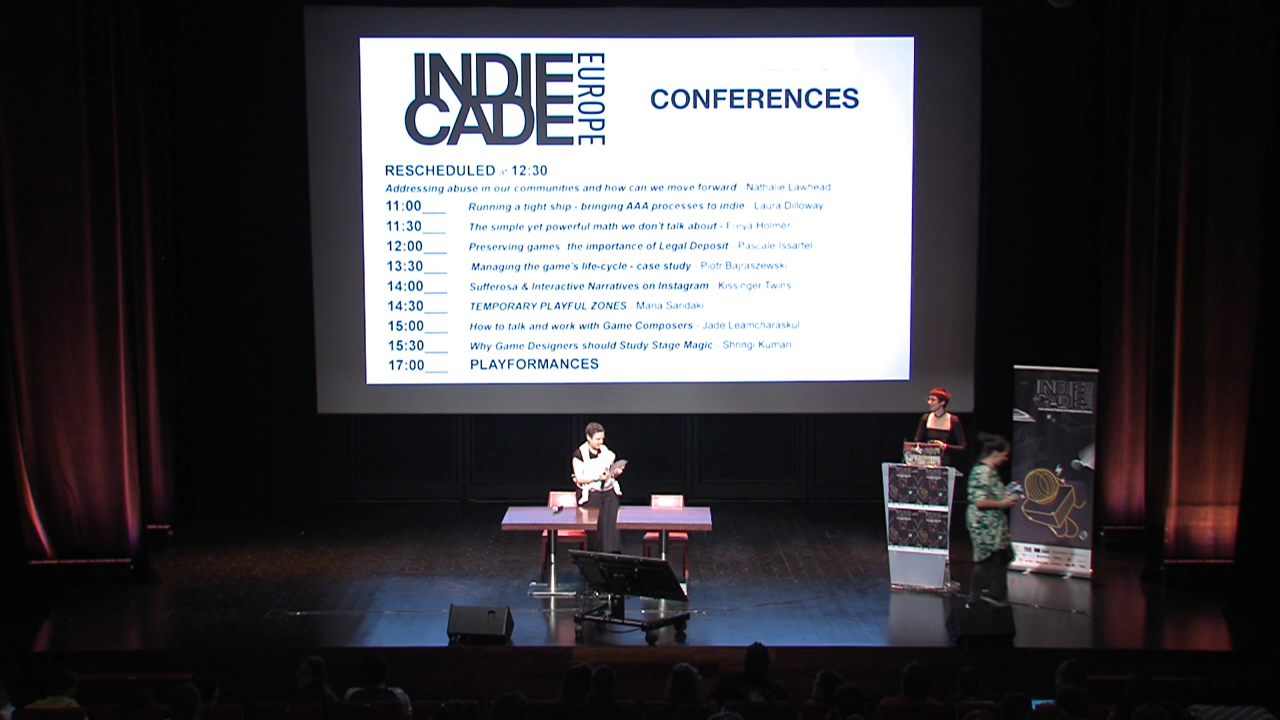 INDIE
CADE
EUROPE
CONFERENCES
RESCHEDULED at 12:30
Addressing abuse in our communities and how can we move forward Nathalie Lawhead
11:00___ Running a tight ship - bringing AAA processes to indie Laura Dilloway
11:30___ The simple yet powerful math we don't talk about - Freya Holmér
12:00___ Preserving games the importance of Legal Deposit Pascale Issartel
13:30___ Managing the game's life-cycle - case study Piotr Bajraszewski
14:00___ Sufferosa & Interactive Narratives on Instagram - Kissinger Twins
14:30___ TEMPORARY PLAYFUL ZONES Maria Saridaki
15:00___ How to talk and work with Game Composers - Jade Leamcharaskul
15:30___ Why Game Designers should Study Stage Magic - Shringi Kumari
17:00___ PLAYFORMANCES
INDIE
CADE